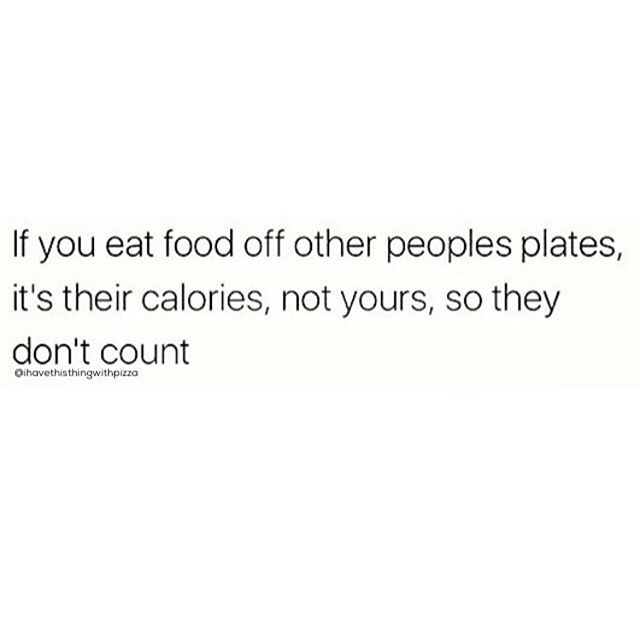 If you eat food off other peoples plates,
it's their calories, not yours, so they
don't count
@ihavethisthingwithpizza